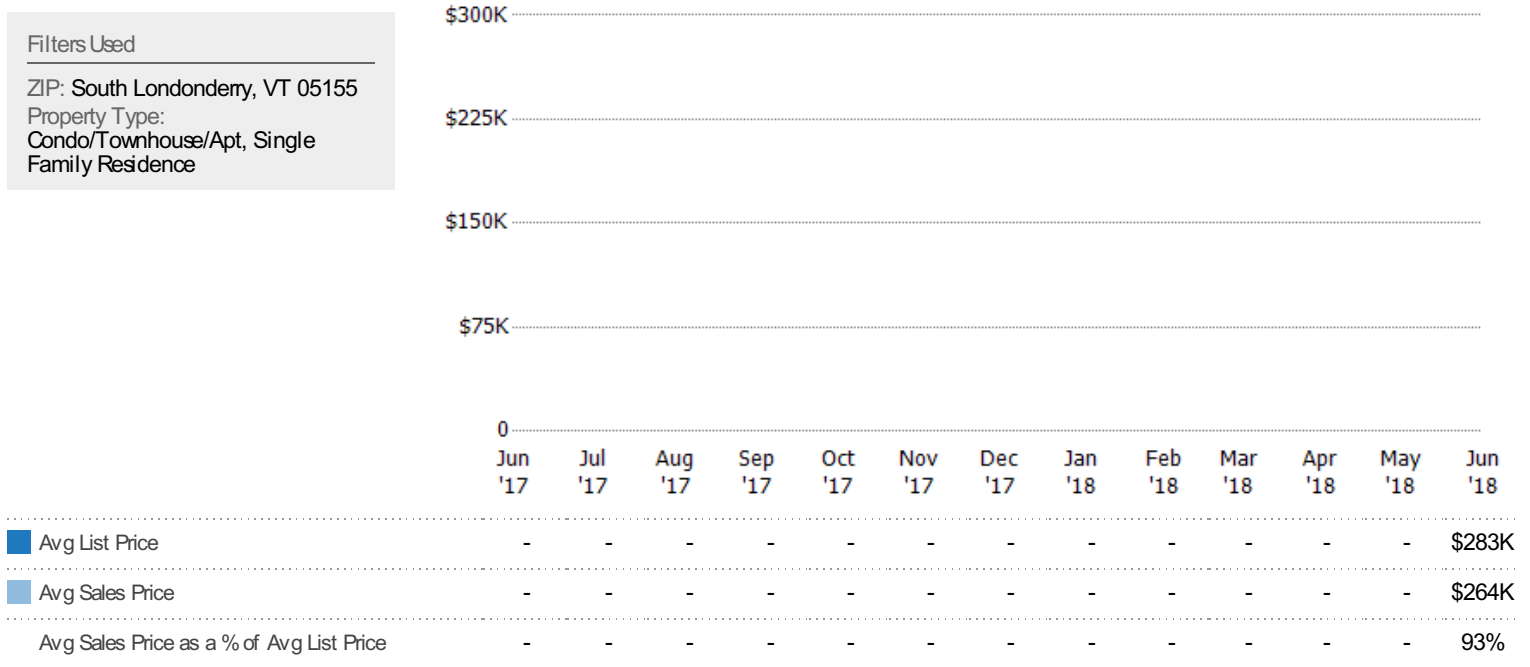 Filters Used
ZIP: South Londonderry, VT 05155
Property Type:
Condo/Townhouse/Apt, Single
Family Residence
$300K
$225K
$150K
$75K
0
Jun Jul Aug Sep Oct Nov Dec Jan Feb Mar Apr May Jun
'17 '17 '17 '17 '17 '17 '17 '18 '18 '18 '18 '18 '18
Avg List Price - - - - - - - - - - - - $283K
Avg Sales Price - - - - - - - - - - - - $264K
Avg Sales Price as a % of Avg List Price - - - - - - - - - - - - 93%